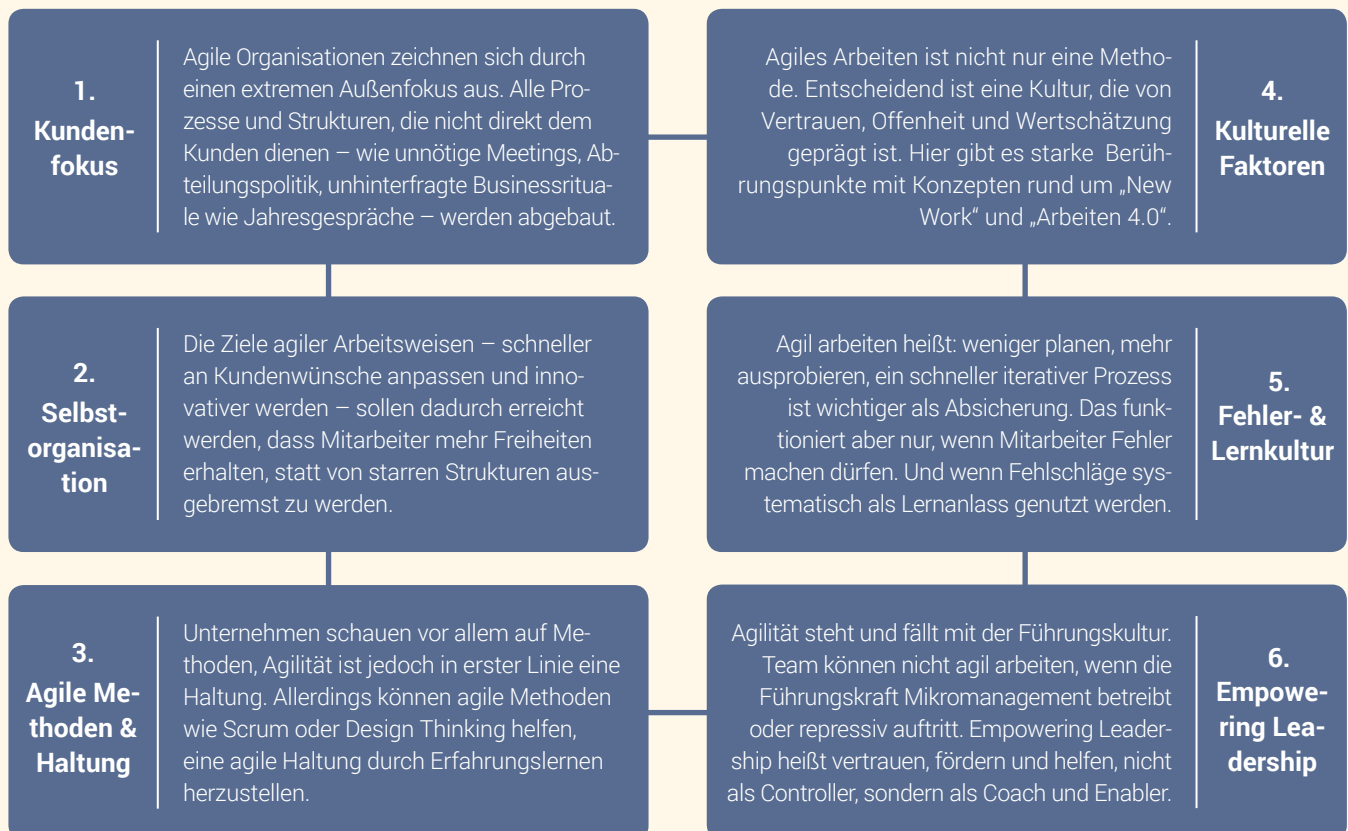 1.
Kunden-
fokus
Agile Organisationen zeichnen sich durch
einen extremen Außenfokus aus. Alle Pro-
zesse und Strukturen, die nicht direkt dem
Kunden dienen – wie unnötige Meetings, Ab-
teilungspolitik, unhinterfragte Businessritua-
le wie Jahresgespräche – werden abgebaut.
2.
Selbst-
organisa-
tion
Die Ziele agiler Arbeitsweisen – schneller
an Kundenwünsche anpassen und inno-
vativer werden – sollen dadurch erreicht
werden, dass Mitarbeiter mehr Freiheiten
erhalten, statt von starren Strukturen aus-
gebremst zu werden.
3.
Agile Me-
thoden &
Haltung
Unternehmen schauen vor allem auf Me-
thoden, Agilität ist jedoch in erster Linie eine
Haltung. Allerdings können agile Methoden
wie Scrum oder Design Thinking helfen,
eine agile Haltung durch Erfahrungslernen
herzustellen.
Agiles Arbeiten ist nicht nur eine Metho-
de. Entscheidend ist eine Kultur, die von
Vertrauen, Offenheit und Wertschätzung
geprägt ist. Hier gibt es starke  Berüh-
rungspunkte mit Konzepten rund um „New
Work“ und „Arbeiten 4.0“.
4.
Kulturelle
Faktoren
Agil arbeiten heißt: weniger planen, mehr
ausprobieren, ein schneller iterativer Prozess
ist wichtiger als Absicherung. Das funk-
tioniert aber nur, wenn Mitarbeiter Fehler
machen dürfen. Und wenn Fehlschläge sys-
tematisch als Lernanlass genutzt werden.
5.
Fehler- &
Lernkultur
Agilität steht und fällt mit der Führungskultur.
Team können nicht agil arbeiten, wenn die
Führungskraft Mikromanagement betreibt
oder repressiv auftritt. Empowering Leader-
ship heißt vertrauen, fördern und helfen, nicht
als Controller, sondern als Coach und Enabler.
6.
Empowe-
ring Lea-
dership